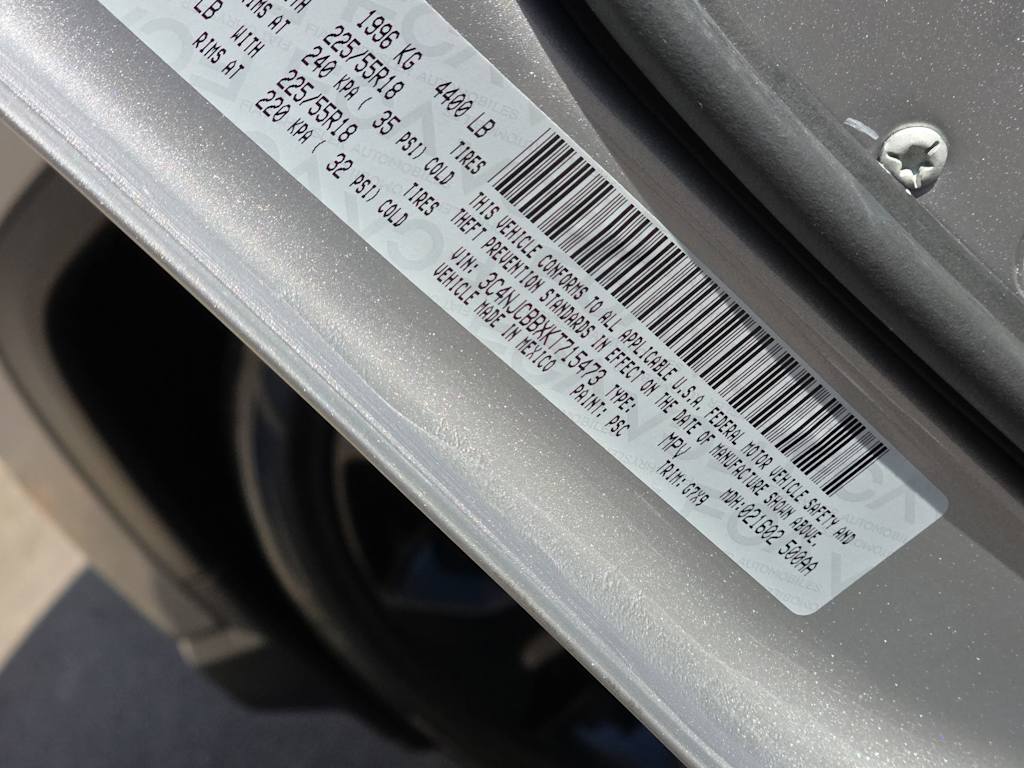 1996 KG 4400 LB
LB WITH 225/55R18 TIRES
RIMS AT 240 KPA ( 35 PSI) COLD
225/55R18 TIRES
RIMS AT 220 KPA ( 32 PSI) COLD
THIS VEHICLE CONFORMS TO ALL APPLICABLE U.S.A. FEDERAL MOTOR VEHICLE SAFETY AND
THEFT PREVENTION STANDARDS IN EFFECT ON THE DATE OF MANUFACTURE SHOWN ABOVE.
VIN: 3C4NJCBBXKT715473 TYPE: MPV MDH:021602 500AA
VEHICLE MADE IN MEXICO PAINT: PSC TRIM: G7X9